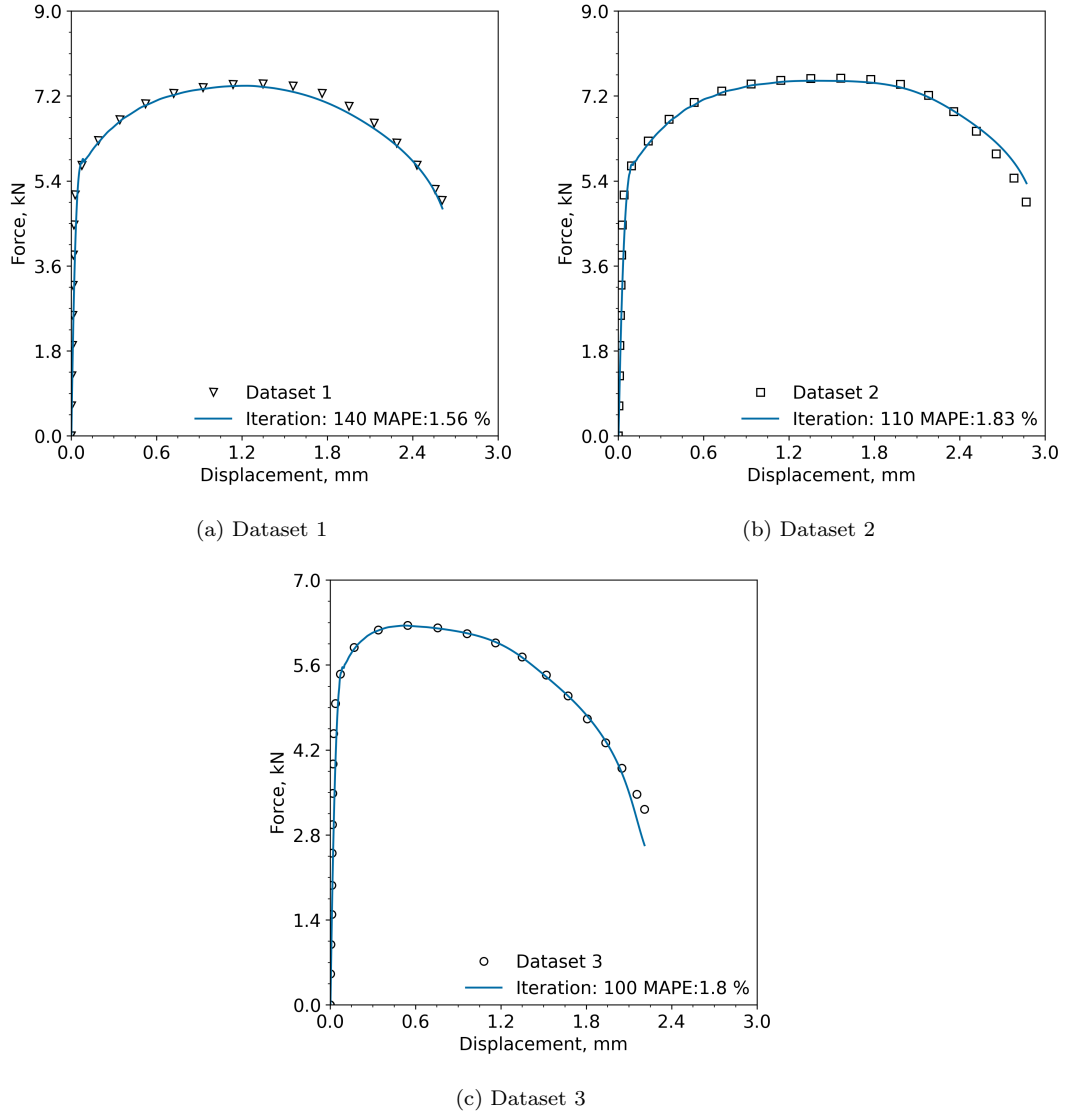 9.0
7.2
5.4
3.6
1.8
0.0
Force, kN
0.0 0.6 1.2 1.8 2.4 3.0
Displacement, mm
Dataset 1
Iteration: 140 MAPE:1.56 %
(a) Dataset 1
9.0
7.2
5.4
3.6
1.8
0.0
Force, kN
0.0 0.6 1.2 1.8 2.4 3.0
Displacement, mm
Dataset 2
Iteration: 110 MAPE:1.83 %
(b) Dataset 2
7.0
5.6
4.2
2.8
1.4
0.0
Force, kN
0.0 0.6 1.2 1.8 2.4 3.0
Displacement, mm
Dataset 3
Iteration: 100 MAPE:1.8 %
(c) Dataset 3